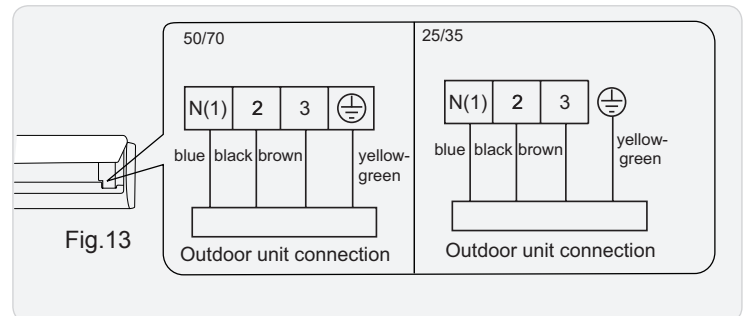 50/70
N(1) 2 3
blue black brown yellow-
green
Outdoor unit connection
25/35
N(1) 2 3
blue black brown yellow-
green
Outdoor unit connection
Fig.13